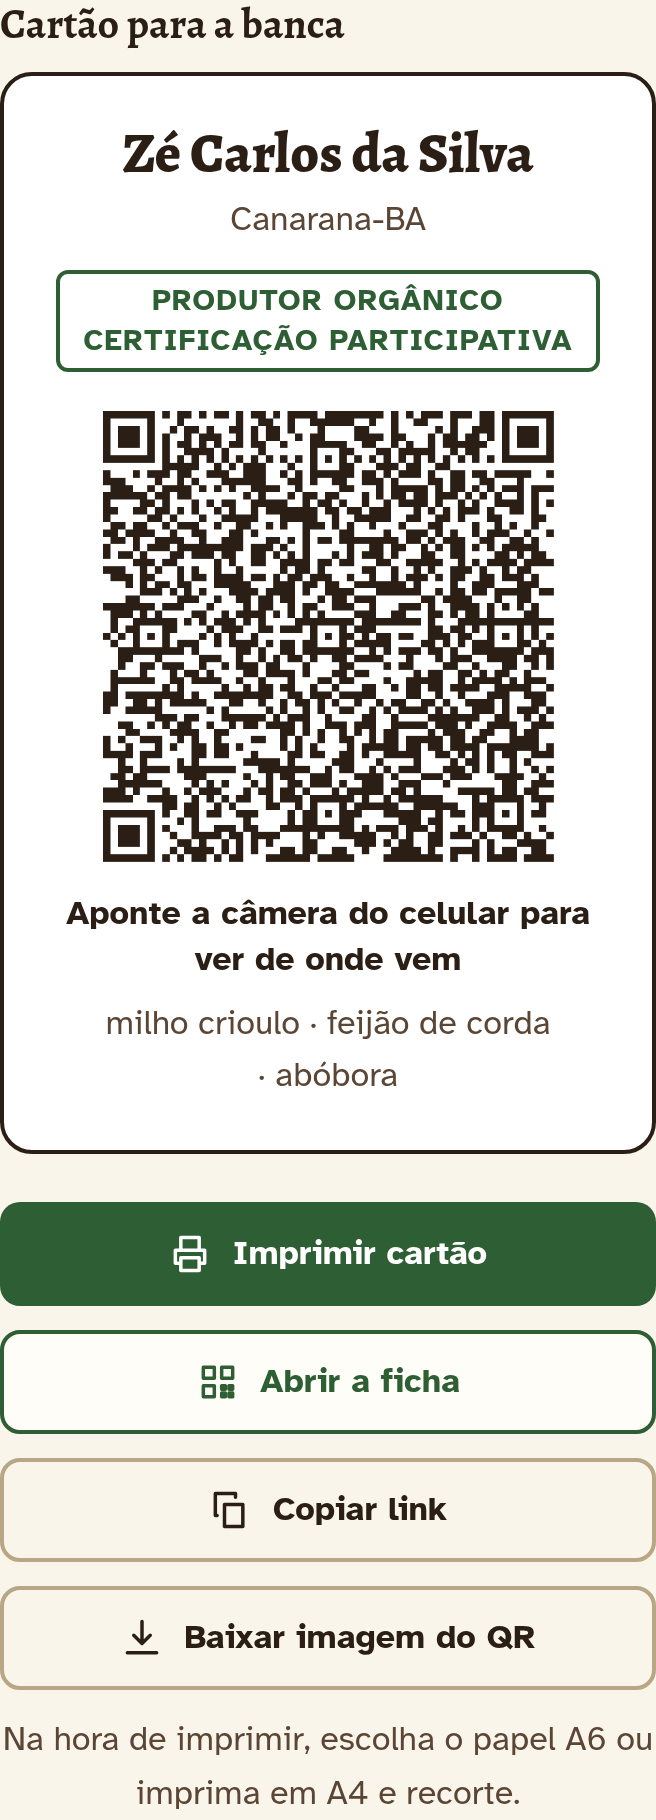 Cartão para a banca
Zé Carlos da Silva
Canarana-BA
PRODUTOR ORGÂNICO
CERTIFICAÇÃO PARTICIPATIVA
Aponte a câmera do celular para
ver de onde vem
milho crioulo · feijão de corda
· abóbora
Imprimir cartão
Abrir a ficha
Copiar link
Baixar imagem do QR
Na hora de imprimir, escolha o papel A6 ou
imprima em A4 e recorte.